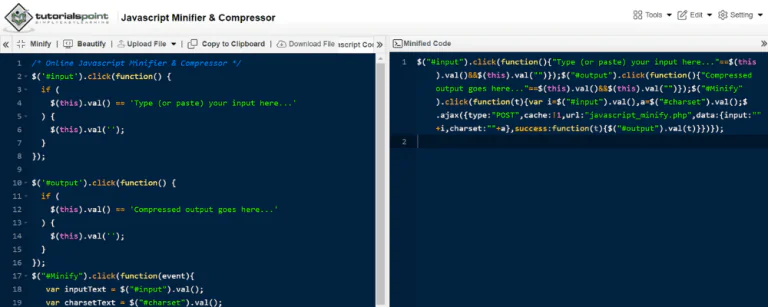 tutorialspoint
SIMPLYEASYLEARNING
Javascript Minifier & Compressor
Tools
Edit
Setting
Minify
Beautify
Upload File
Copy to Clipboard
Download File
ascript Coc
Minified Code
1 /* Online Javascript Minifier & Compressor */
2 $('#input').click(function() {
3 if (
4 $(this).val() == 'Type (or paste) your input here...'
5 ) {
6 $(this).val('');
7 }
8 });
9
10 $('#output').click(function() {
11 if (
12 $(this).val() == 'Compressed output goes here...'
13 ) {
14 $(this).val('');
15 }
16 });
17 $("#Minify").click(function(event){
18 var inputText = $("#input").val();
19 var charsetText = $("#charset").val();
1 $("#input").click(function(){"Type (or paste) your input here..."==$(this
).val()&&$(this).val("")});$("#output").click(function(){"Compressed
output goes here..."==$(this).val()&&$(this).val("")});$("#Minify"
).click(function(t){var i=$("#input").val(),a=$("#charset").val();$
.ajax({type:"POST",cache:!1,url:"javascript_minify.php",data:{input:""
+i,charset:""+a},success:function(t){$("#output").val(t)}})});
2